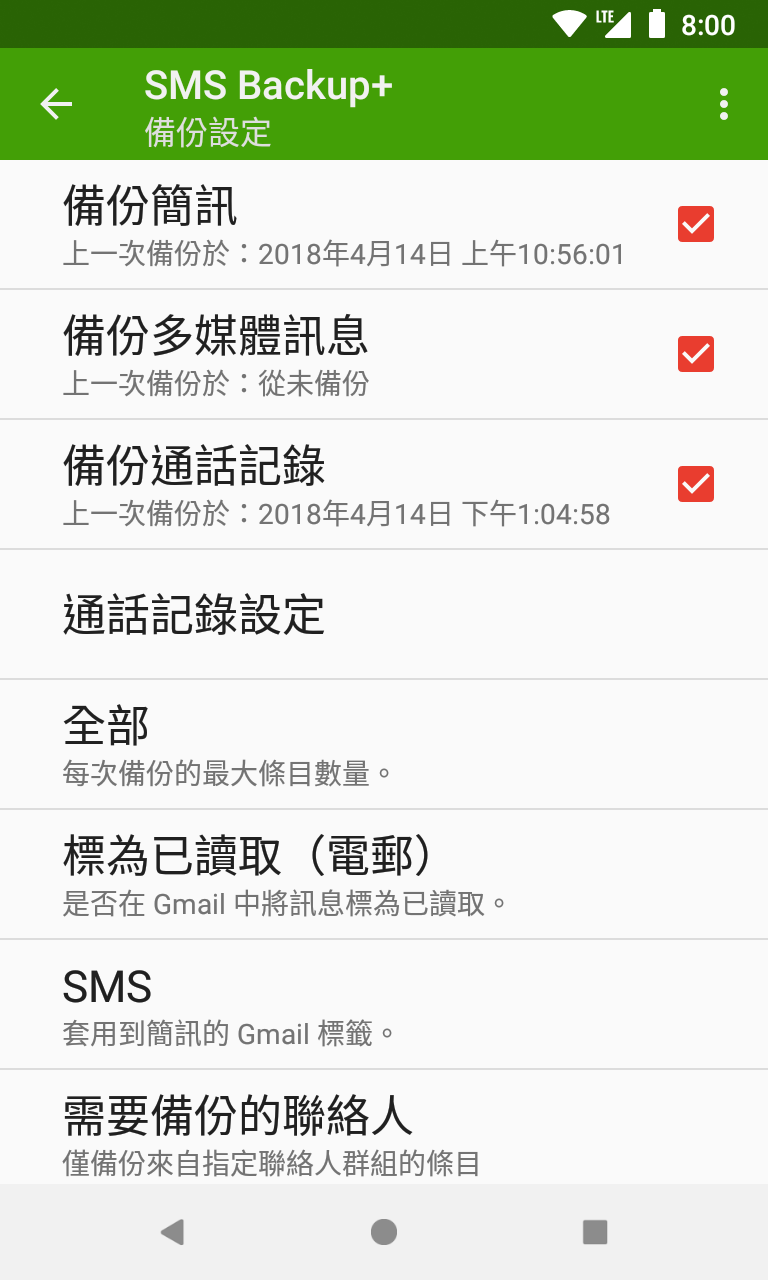 LTE 8:00
SMS Backup+
備份設定
備份簡訊
上一次備份於：2018年4月14日 上午10:56:01
備份多媒體訊息
上一次備份於：從未備份
備份通話記錄
上一次備份於：2018年4月14日 下午1:04:58
通話記錄設定
全部
每次備份的最大條目數量。
標為已讀取（電郵）
是否在 Gmail 中將訊息標為已讀取。
SMS
套用到簡訊的 Gmail 標籤。
需要備份的聯絡人
僅備份來自指定聯絡人群組的條目